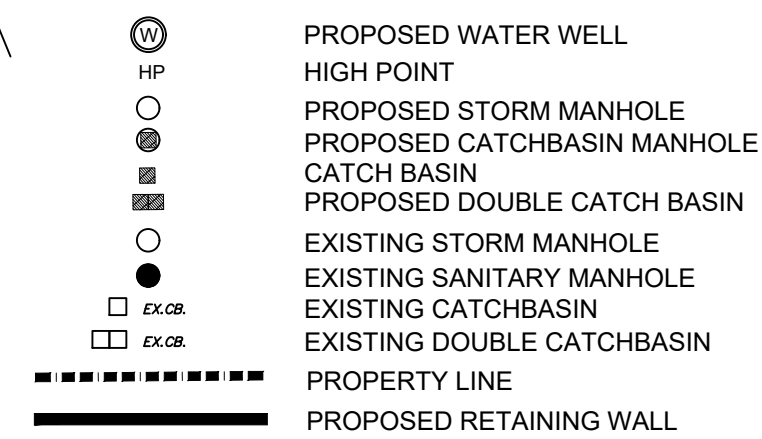 W PROPOSED WATER WELL
HP HIGH POINT
PROPOSED STORM MANHOLE
PROPOSED CATCHBASIN MANHOLE
CATCH BASIN
PROPOSED DOUBLE CATCH BASIN
EXISTING STORM MANHOLE
EXISTING SANITARY MANHOLE
EX.CB. EXISTING CATCHBASIN
EX.CB. EXISTING DOUBLE CATCHBASIN
PROPERTY LINE
PROPOSED RETAINING WALL